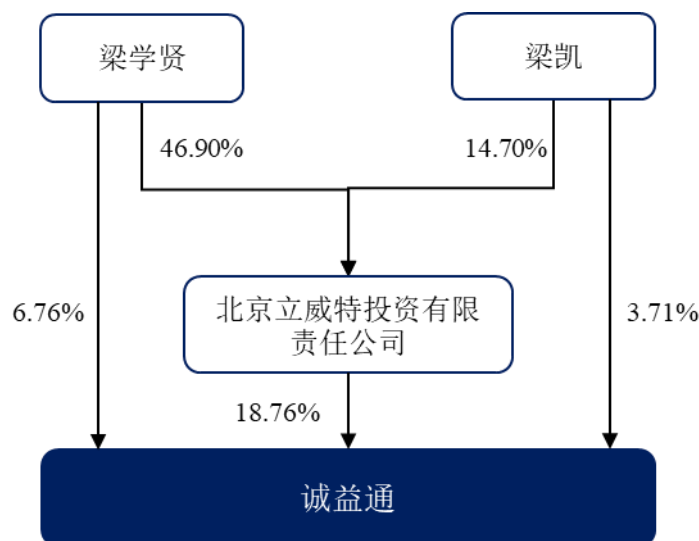 梁学贤
梁凯
46.90%
14.70%
北京立威特投资有限
责任公司
6.76%
3.71%
18.76%
诚益通